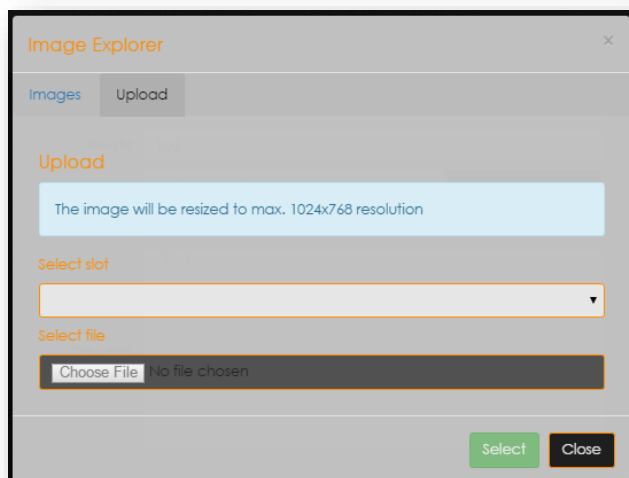 Image Explorer ×
Images Upload
Upload
The image will be resized to max. 1024x768 resolution
Select slot
Select file
Choose File No file chosen
Select Close